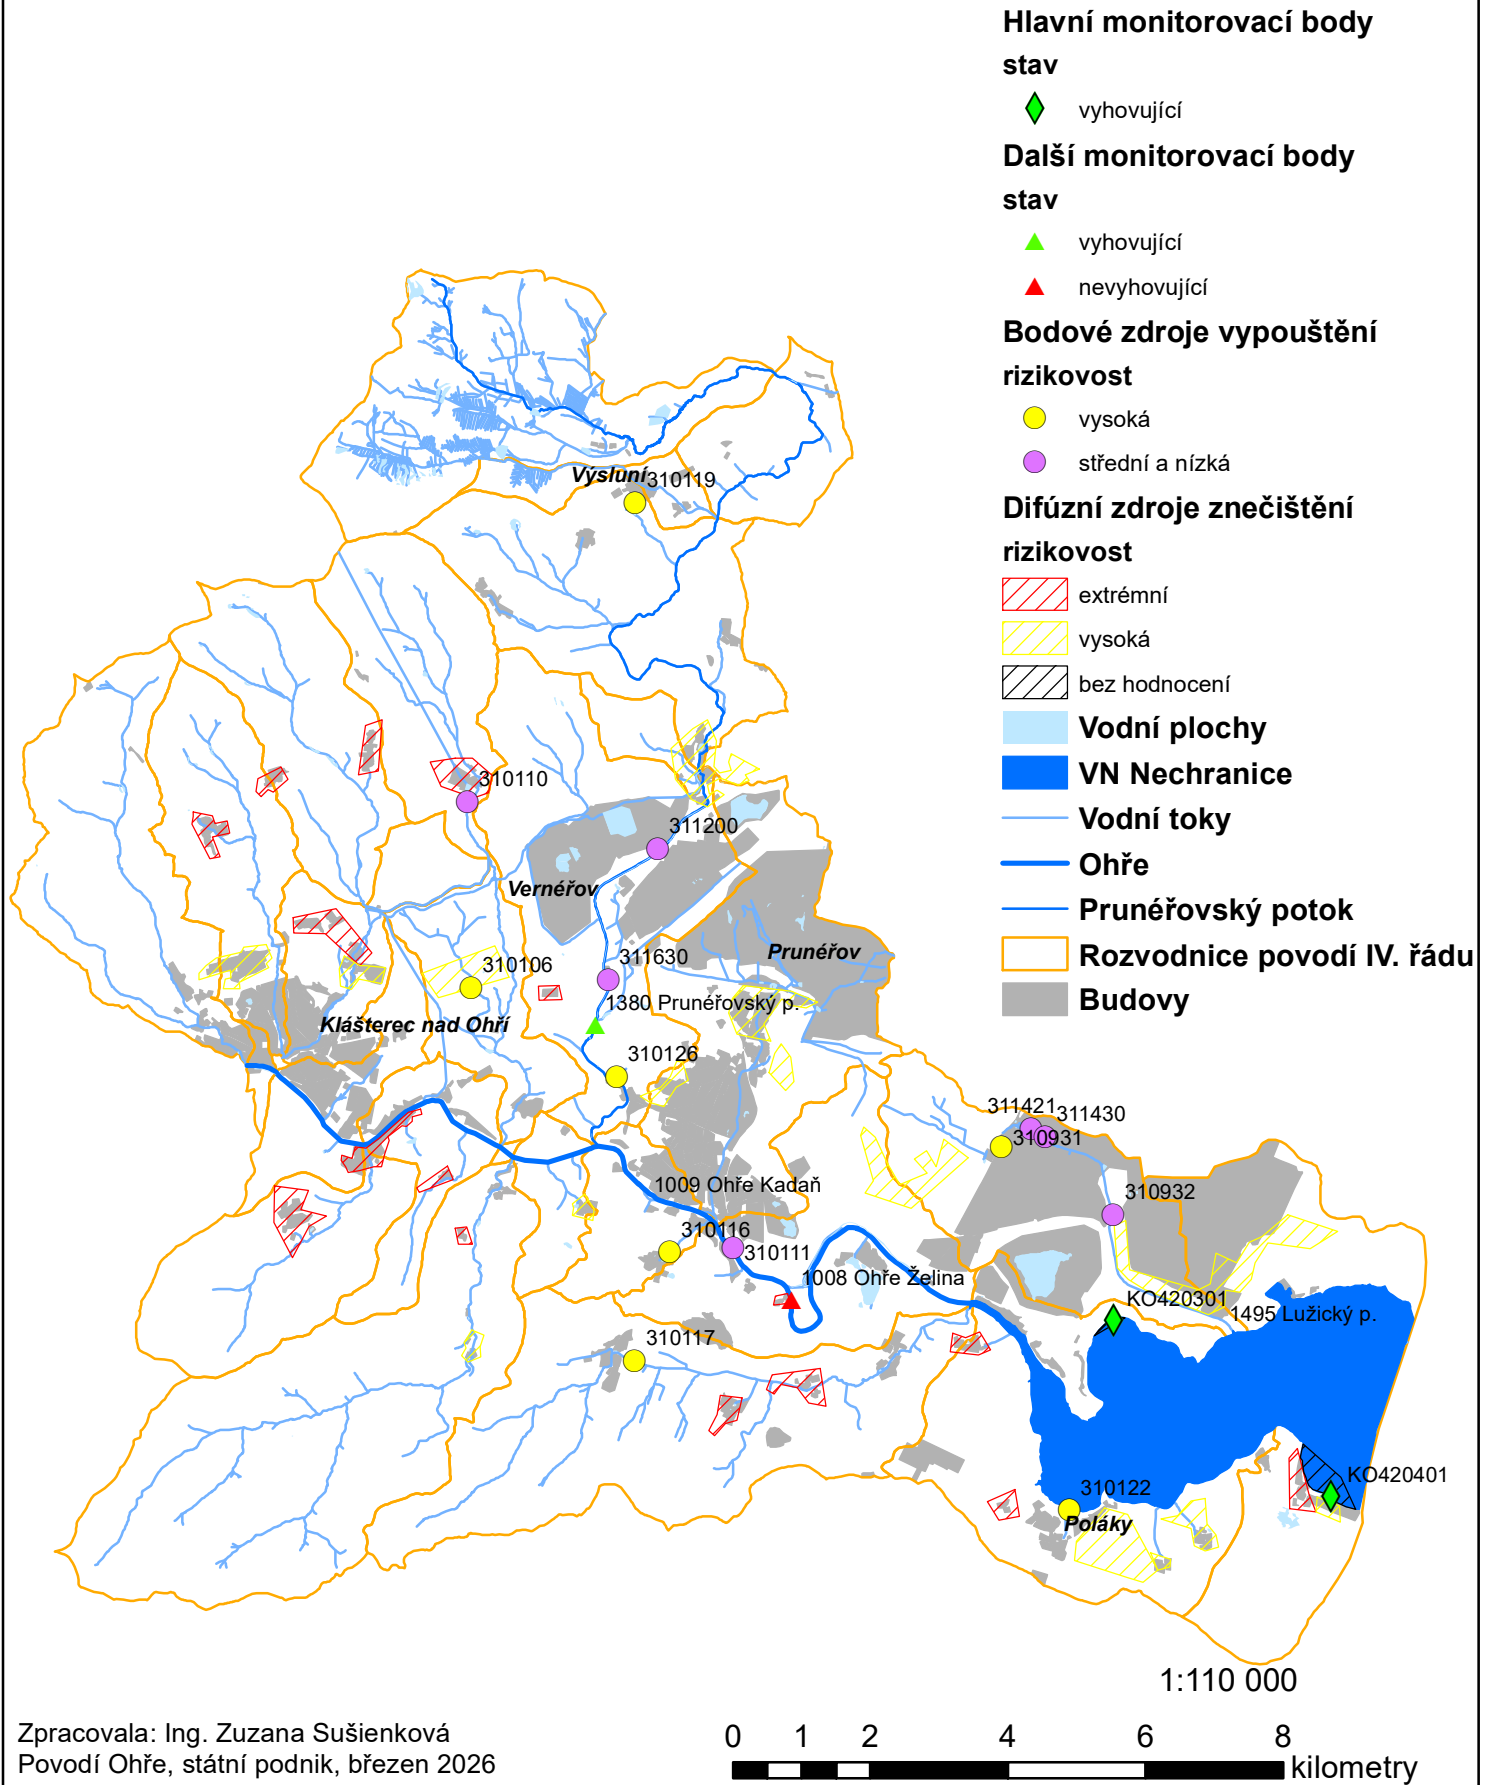 Hlavní monitorovací body
stav
vyhovující
Další monitorovací body
stav
vyhovující
nevyhovující
Bodové zdroje vypouštění
rizikovost
vysoká
střední a nízká
Difúzní zdroje znečištění
rizikovost
extrémní
vysoká
bez hodnocení
Vodní plochy
VN Nechranice
Vodní toky
Ohře
Prunéřovský potok
Rozvodnice povodí IV. řádu
Budovy
Výsluní
310119
310110
311200
Vernéřov
Prunéřov
311630
310106
1380 Prunéřovský p.
Klášterec nad Ohří
310126
311421
311430
310931
1009 Ohře Kadaň
310932
310116
310111
1008 Ohře Želina
KO420301
1495 Lužický p.
310117
KO420401
310122
Poláky
1:110 000
Zpracovala: Ing. Zuzana Sušienková
Povodí Ohře, státní podnik, březen 2026
0 1 2 4 6 8
kilometry